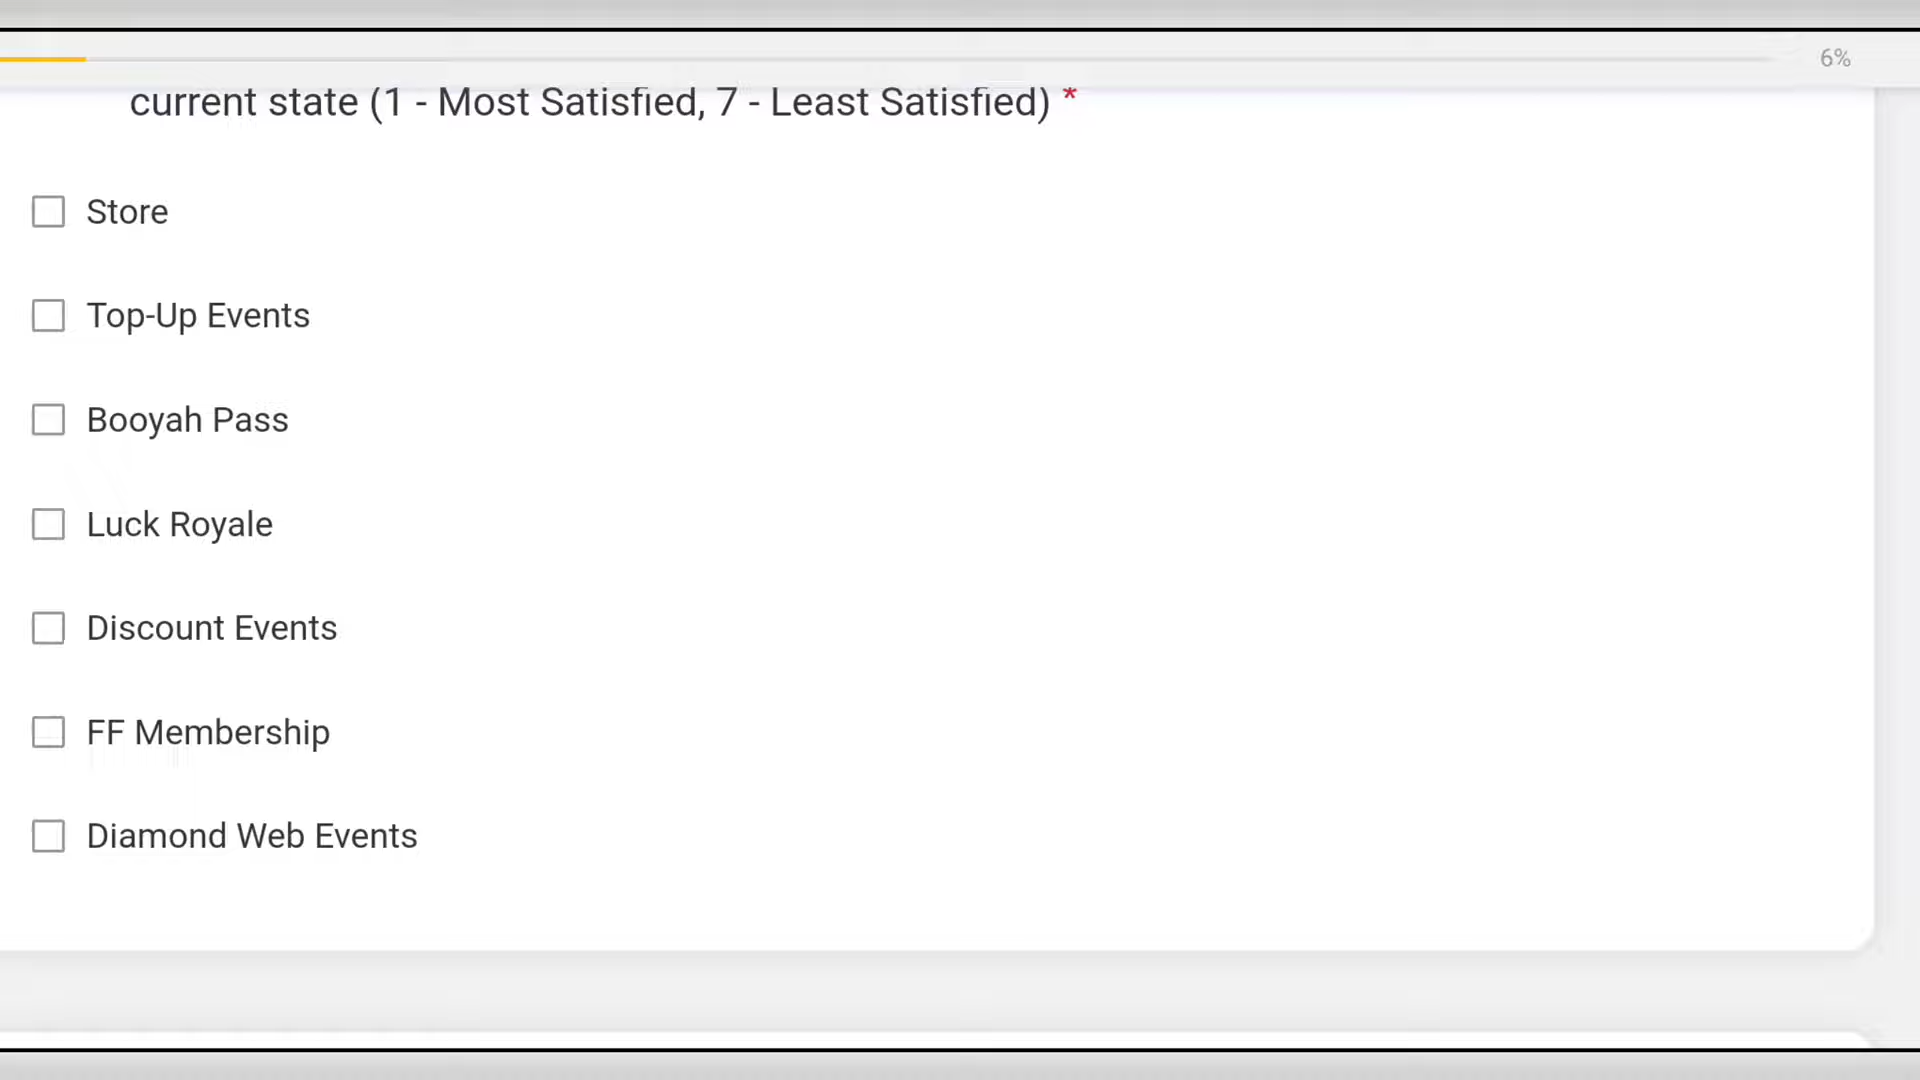 6%
current state (1 - Most Satisfied, 7 - Least Satisfied) *
Store
Top-Up Events
Booyah Pass
Luck Royale
Discount Events
FF Membership
Diamond Web Events